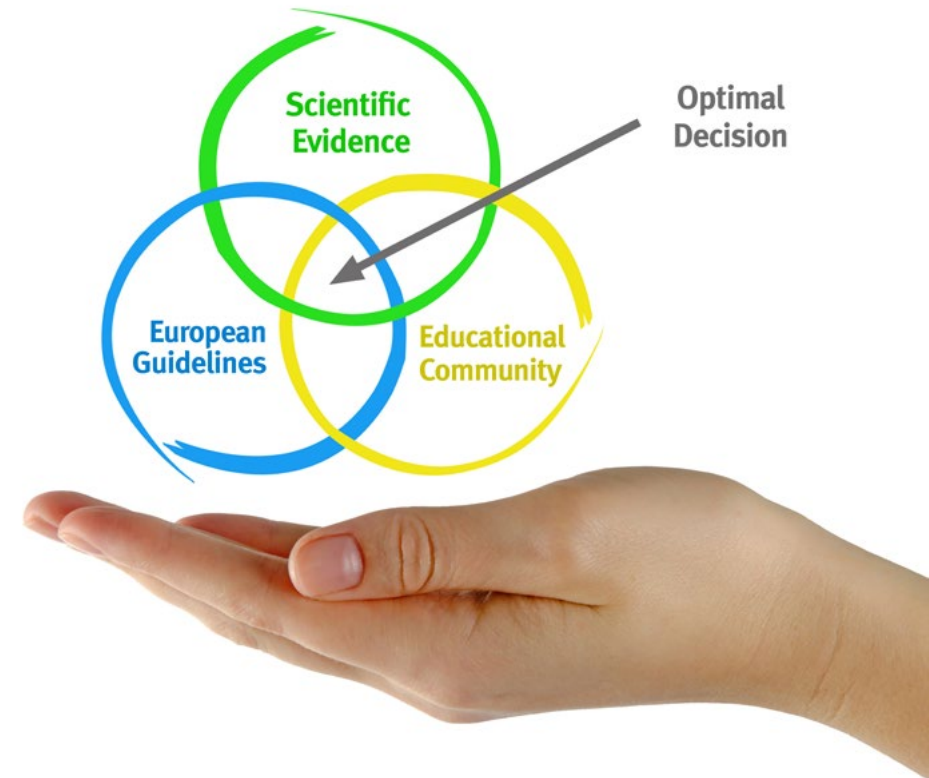 Scientific
Evidence
Optimal
Decision
European
Guidelines
Educational
Community